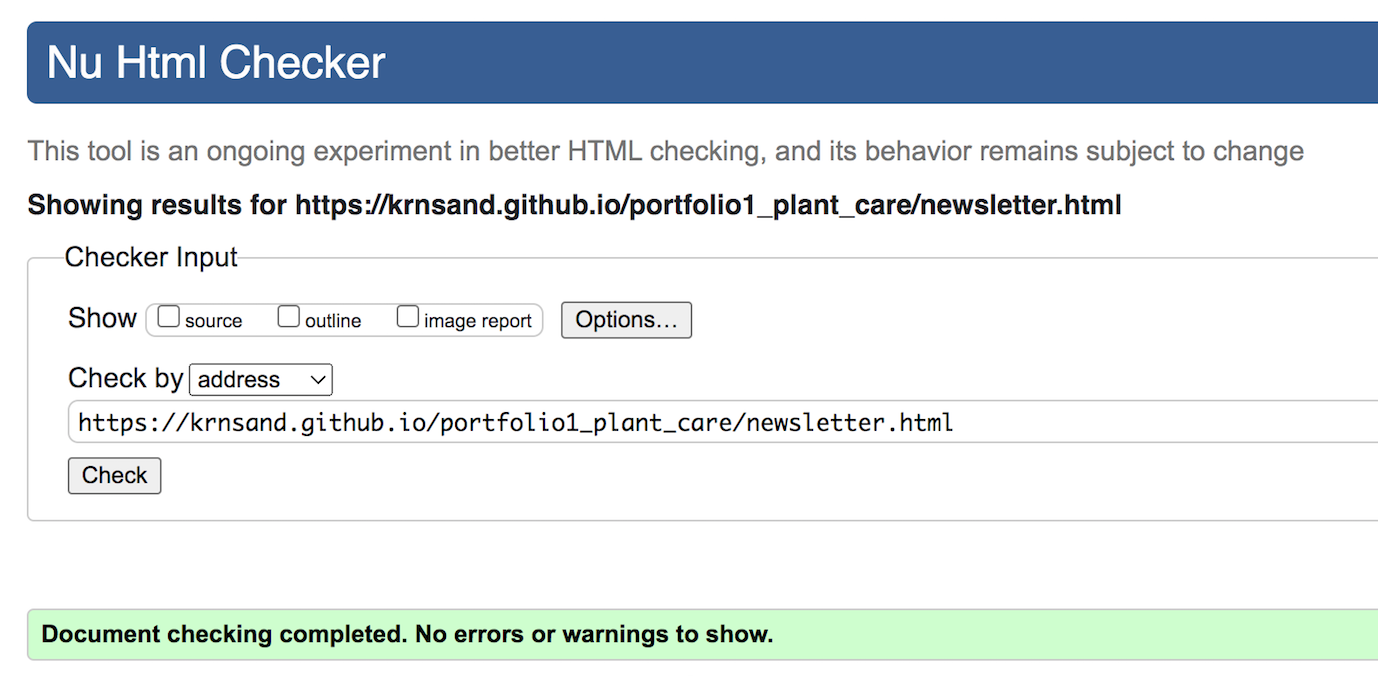 Nu Html Checker
This tool is an ongoing experiment in better HTML checking, and its behavior remains subject to change
Showing results for https://krnsand.github.io/portfolio1_plant_care/newsletter.html
Checker Input
Show source outline image report Options...
Check by address
https://krnsand.github.io/portfolio1_plant_care/newsletter.html
Check
Document checking completed. No errors or warnings to show.